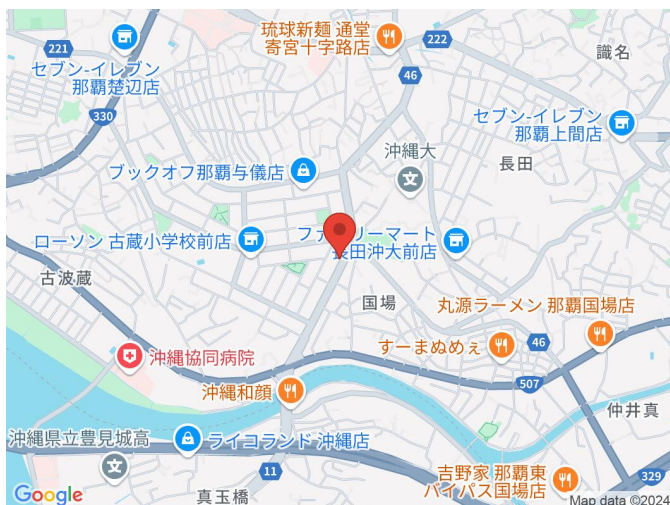 琉球新麺 通堂
寄宮十字路店
221
222
識名
セブン-イレブン
那覇楚辺店
46
330
セブン-イレブン
那覇上間店
沖縄大
ブックオフ那覇与儀店
長田
ローソン 古蔵小学校前店
ファミリーマート
長田沖大前店
古波蔵
国場
丸源ラーメン 那覇国場店
すーまぬめぇ
46
沖縄協同病院
沖縄和顔
507
仲井真
沖縄県立豊見城高
ライコランド 沖縄店
11
吉野家 那覇東
バイパス国場店
329
真玉橋
Google
Map data ©2024